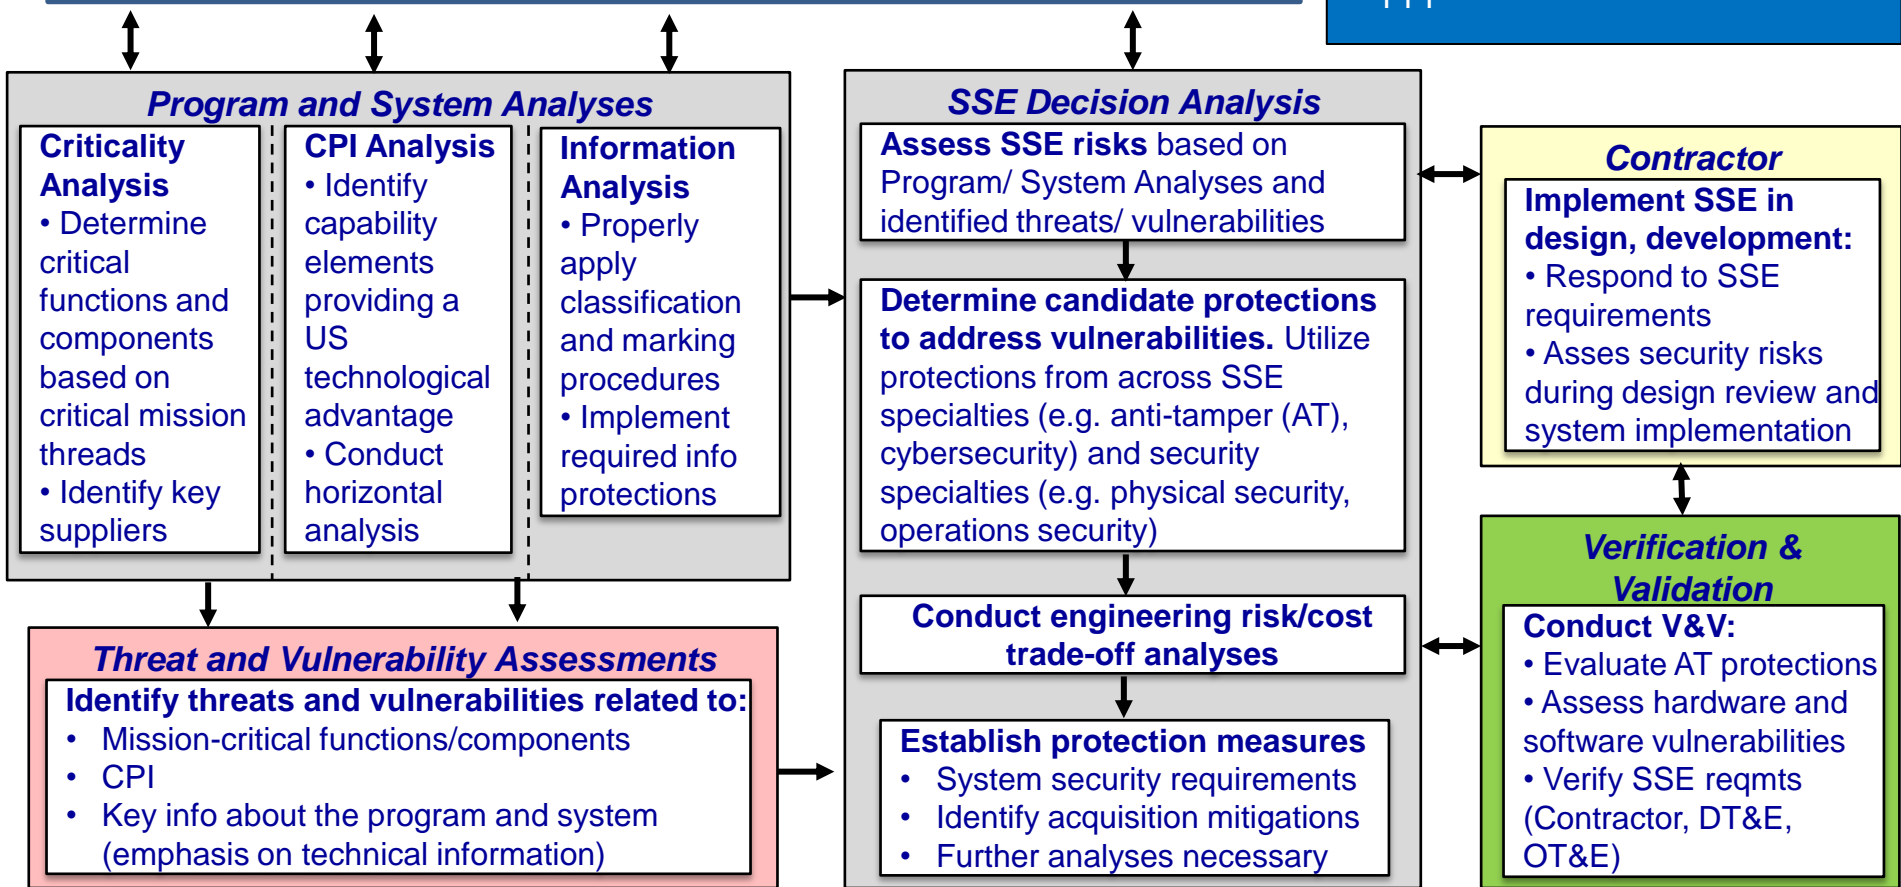 Program and System Analyses
Criticality
Analysis
• Determine
critical
functions and
components
based on
critical mission
threads
• Identify key
suppliers
CPI Analysis
• Identify
capability
elements
providing a
US
technological
advantage
• Conduct
horizontal
analysis
Information
Analysis
• Properly
apply
classification
and marking
procedures
• Implement
required info
protections
Threat and Vulnerability Assessments
Identify threats and vulnerabilities related to:
• Mission-critical functions/components
• CPI
• Key info about the program and system
(emphasis on technical information)
SSE Decision Analysis
Assess SSE risks based on
Program/ System Analyses and
identified threats/ vulnerabilities
Determine candidate protections
to address vulnerabilities. Utilize
protections from across SSE
specialties (e.g. anti-tamper (AT),
cybersecurity) and security
specialties (e.g. physical security,
operations security)
Conduct engineering risk/cost
trade-off analyses
Establish protection measures
• System security requirements
• Identify acquisition mitigations
• Further analyses necessary
Contractor
Implement SSE in
design, development:
• Respond to SSE
requirements
• Asses security risks
during design review and
system implementation
Verification &
Validation
Conduct V&V:
• Evaluate AT protections
• Assess hardware and
software vulnerabilities
• Verify SSE reqmts
(Contractor, DT&E,
OT&E)